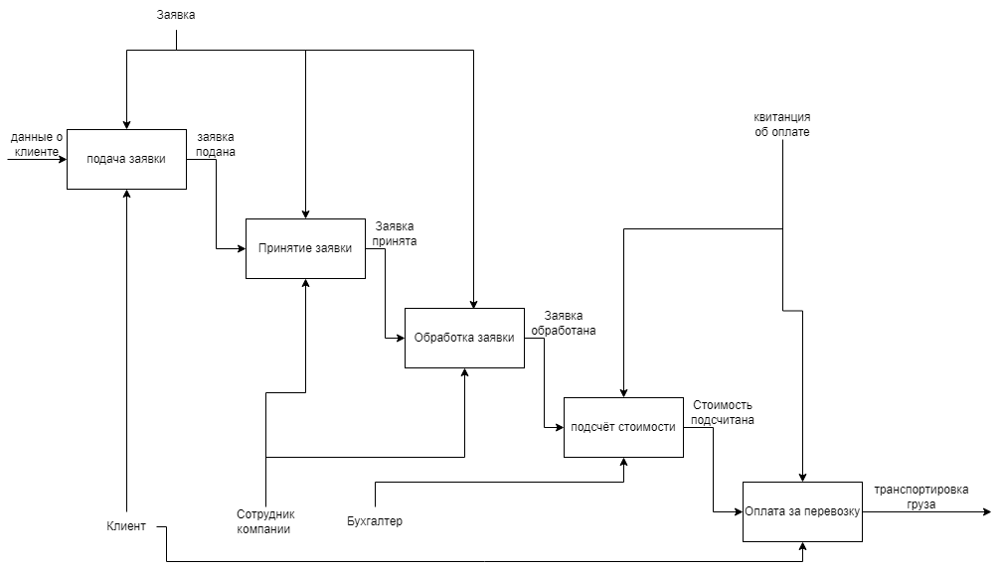 Заявка
квитанция
об оплате
данные о
клиенте
подача заявки
заявка
подана
Принятие заявки
Заявка
принята
Обработка заявки
Заявка
обработана
подсчёт стоимости
Стоимость
подсчитана
Оплата за перевозку
транспортировка
груза
Клиент
Сотрудник
компании
Бухгалтер